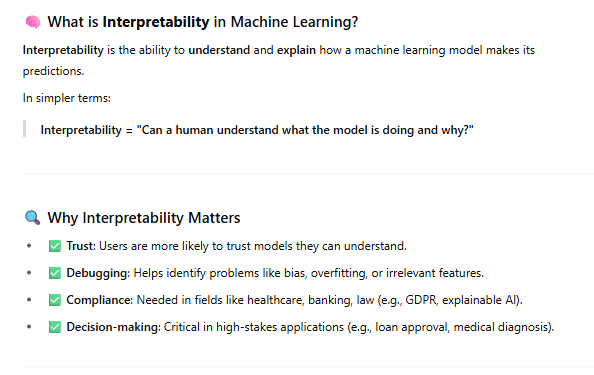 🧠 What is Interpretability in Machine Learning?
Interpretability is the ability to understand and explain how a machine learning model makes its
predictions.
In simpler terms:
Interpretability = "Can a human understand what the model is doing and why?"
🔍 Why Interpretability Matters
• ✅ Trust: Users are more likely to trust models they can understand.
• ✅ Debugging: Helps identify problems like bias, overfitting, or irrelevant features.
• ✅ Compliance: Needed in fields like healthcare, banking, law (e.g., GDPR, explainable AI).
• ✅ Decision-making: Critical in high-stakes applications (e.g., loan approval, medical diagnosis).